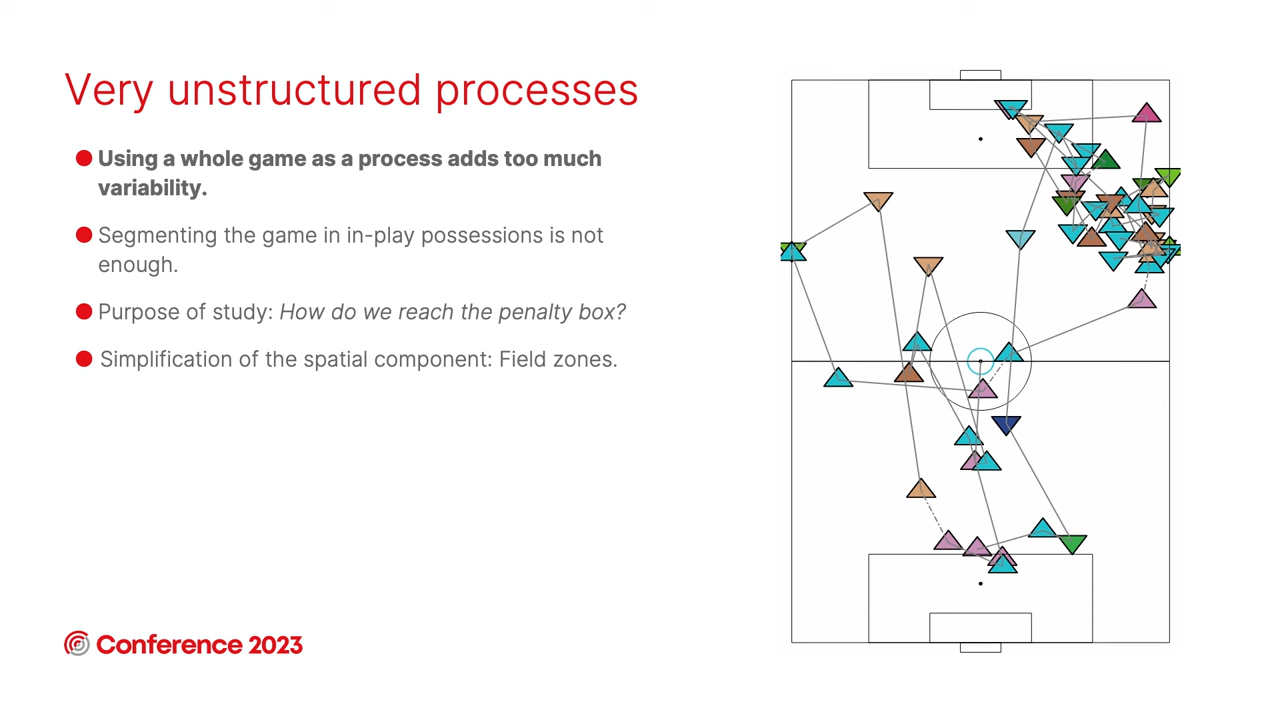 Very unstructured processes
Using a whole game as a process adds too much
variability.
Segmenting the game in in-play possessions is not
enough.
Purpose of study: How do we reach the penalty box?
Simplification of the spatial component: Field zones.
Conference 2023